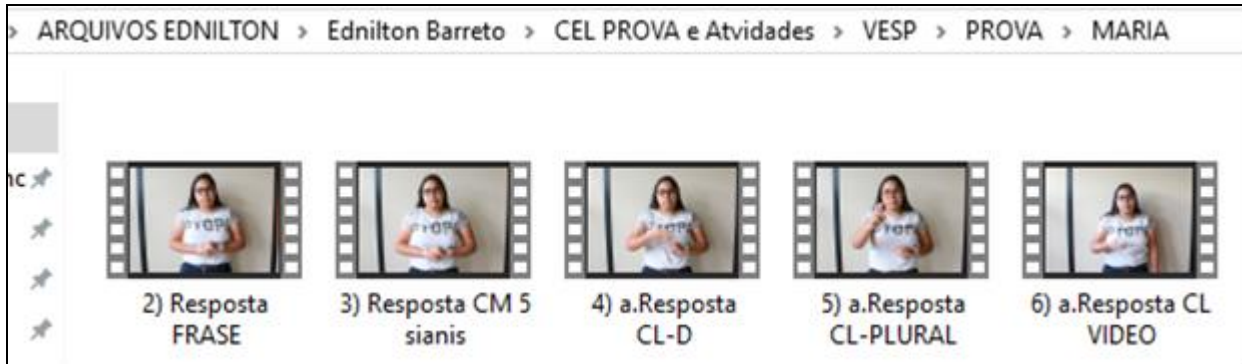 > ARQUIVOS EDNILTON > Ednilton Barreto > CEL PROVA e Atvidades > VESP > PROVA > MARIA
nc
2) Resposta FRASE
3) Resposta CM 5 sianis
4) a.Resposta CL-D
5) a.Resposta CL-PLURAL
6) a.Resposta CL VIDEO